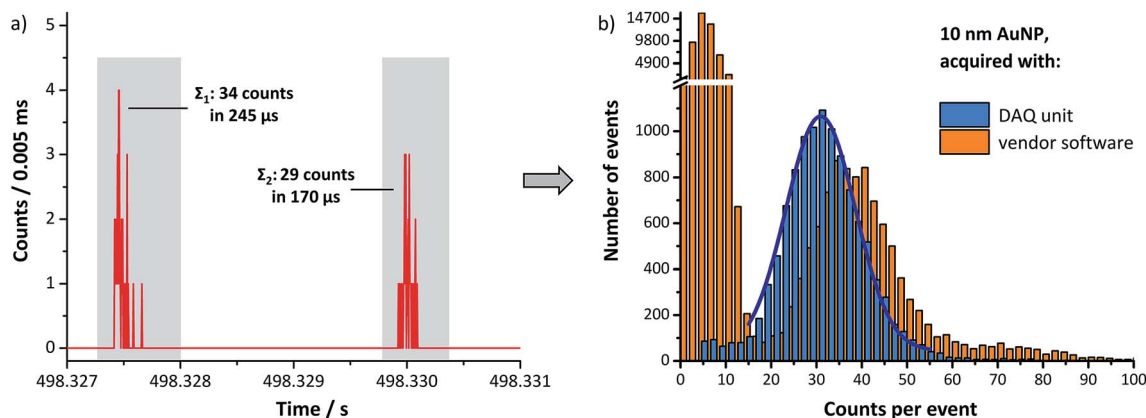 a)
Counts / 0.005 ms
5
4
3
2
1
0
Σ1: 34 counts
in 245 µs
Σ2: 29 counts
in 170 µs
498.327
498.328
498.329
498.330
498.331
Time / s
b)
Number of events
14700
9800
4900
1000
800
600
400
200
0
10 nm AuNP,
acquired with:
DAQ unit
vendor software
0
10
20
30
40
50
60
70
80
90
100
Counts per event